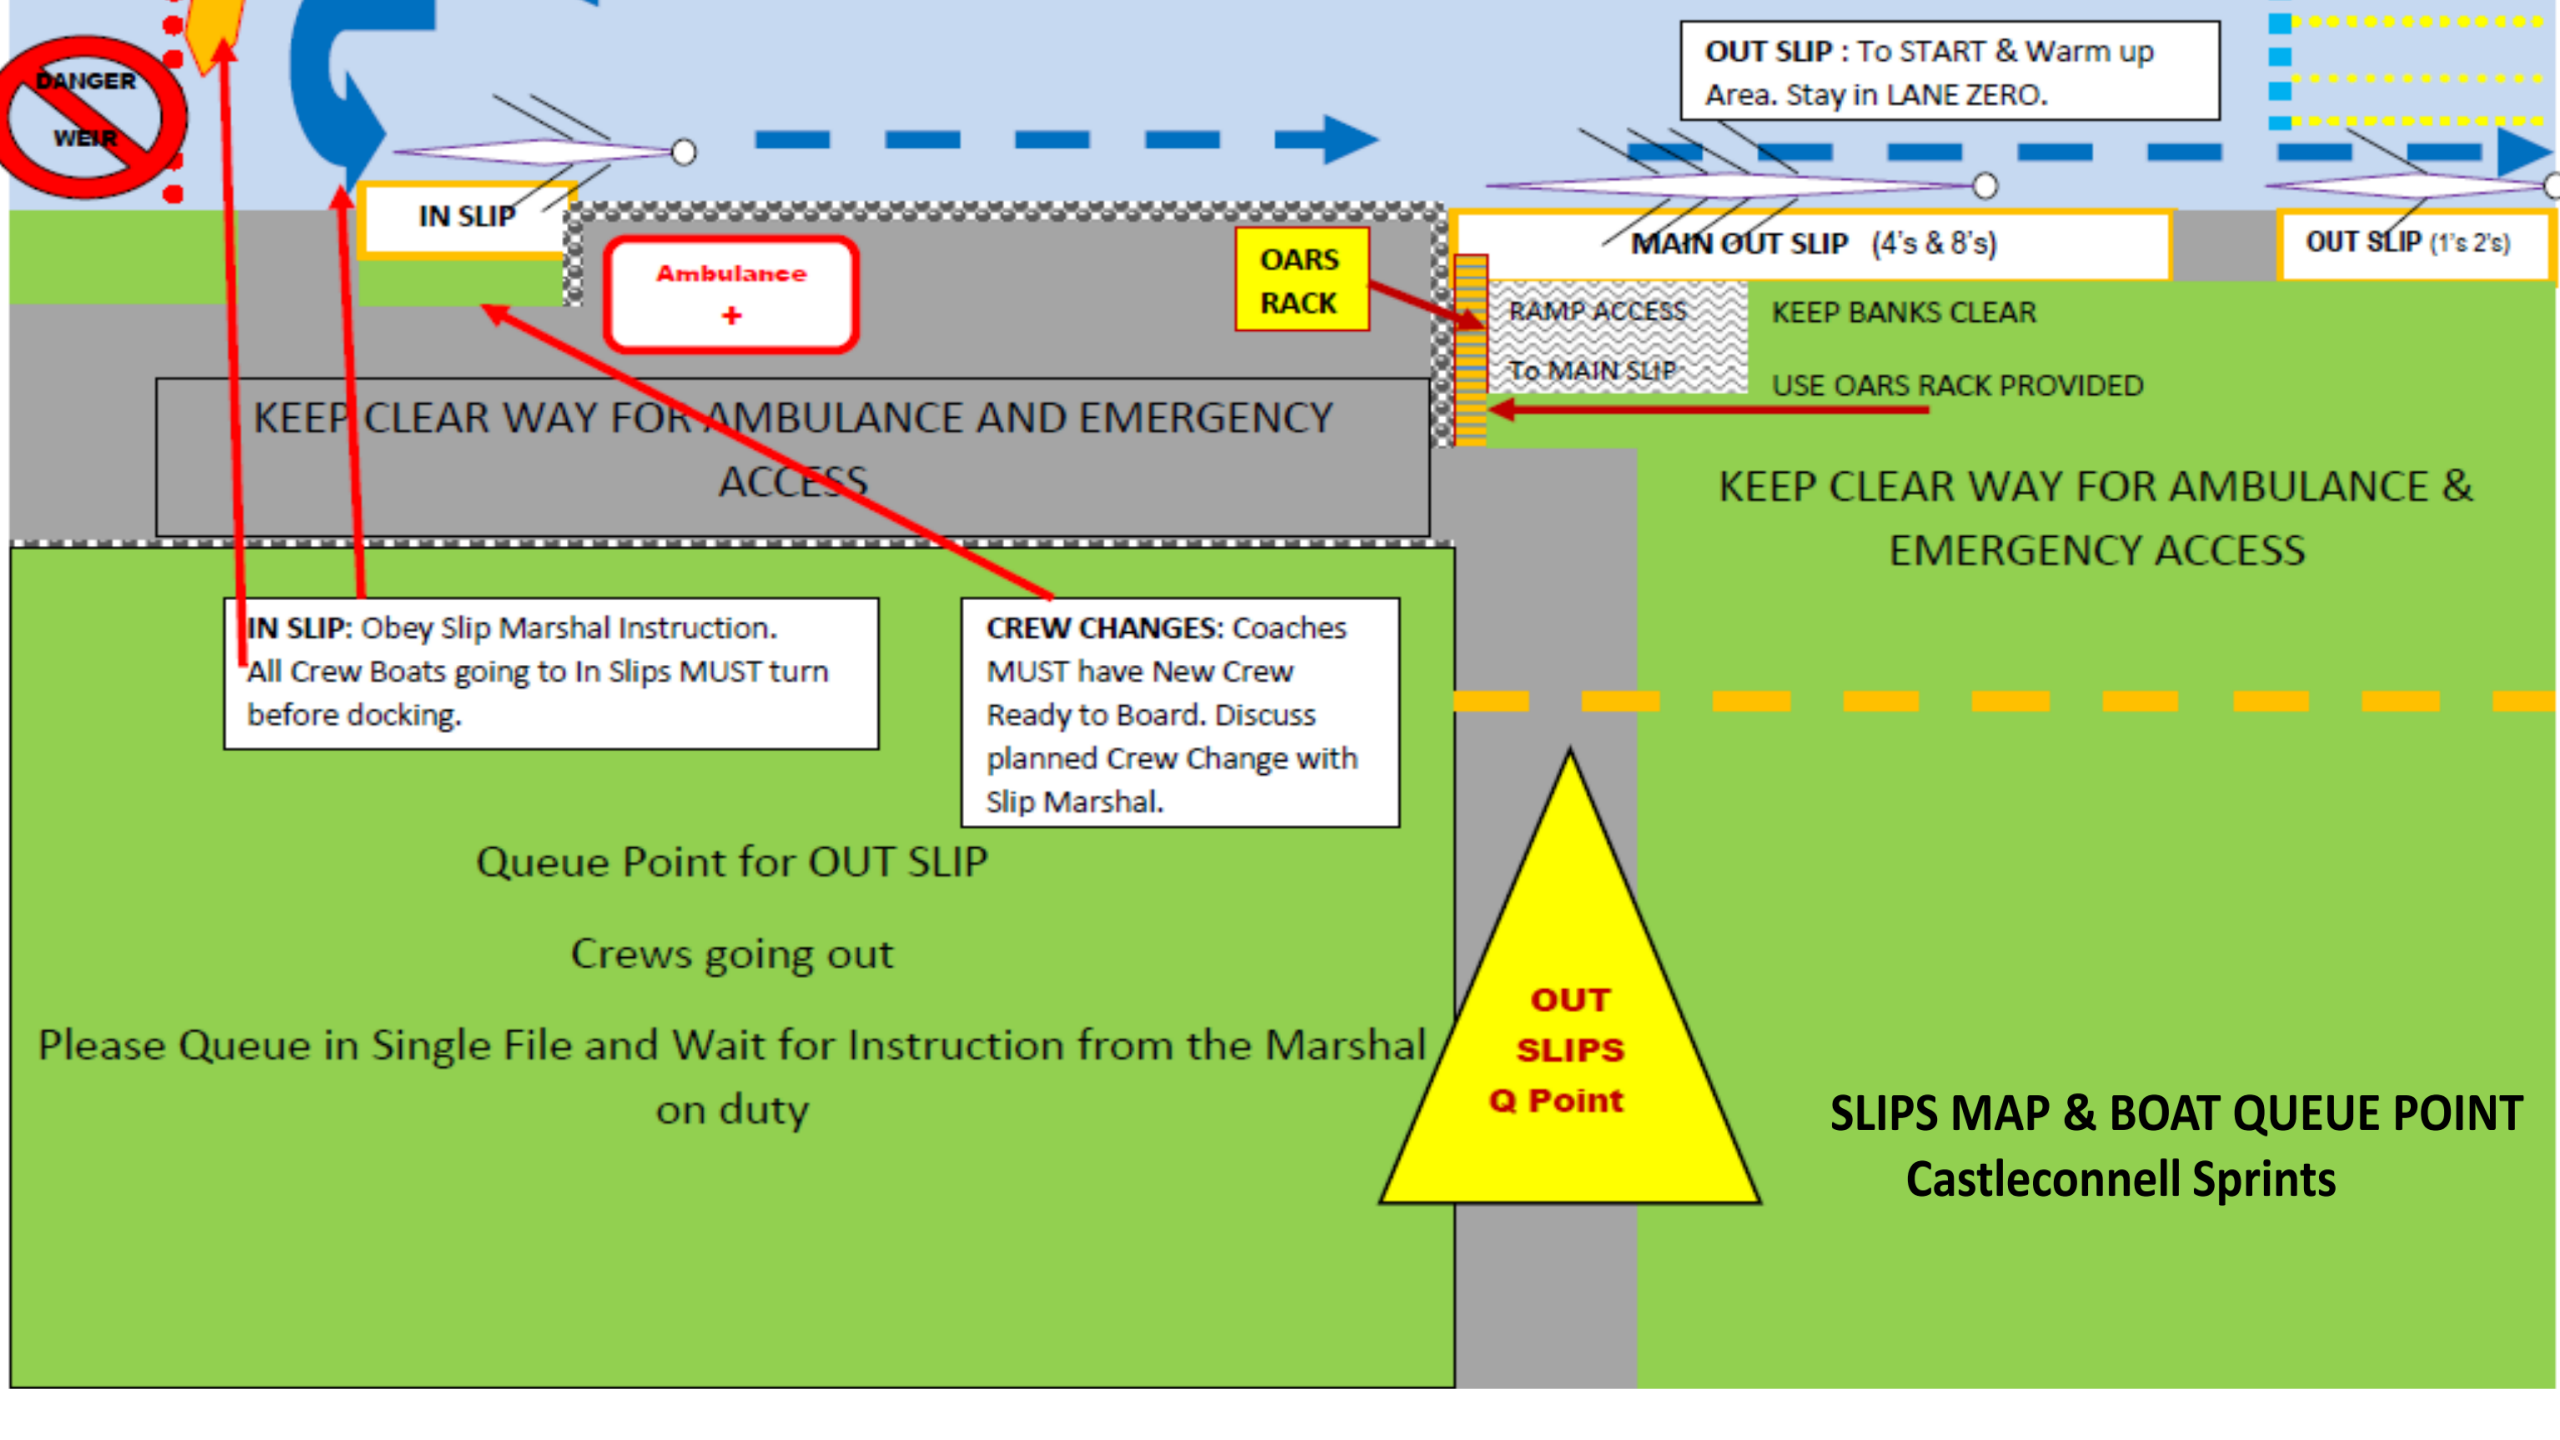 DANGER
WEIR
OUT SLIP : To START & Warm up
Area. Stay in LANE ZERO.
IN SLIP
MAIN OUT SLIP (4's & 8's)
OUT SLIP (1's 2's)
Ambulance
+
OARS
RACK
RAMP ACCESS
To MAIN SLIP
KEEP BANKS CLEAR
USE OARS RACK PROVIDED
KEEP CLEAR WAY FOR AMBULANCE AND EMERGENCY
ACCESS
KEEP CLEAR WAY FOR AMBULANCE &
EMERGENCY ACCESS
IN SLIP: Obey Slip Marshal Instruction.
All Crew Boats going to In Slips MUST turn
before docking.
CREW CHANGES: Coaches
MUST have New Crew
Ready to Board. Discuss
planned Crew Change with
Slip Marshal.
Queue Point for OUT SLIP
Crews going out
Please Queue in Single File and Wait for Instruction from the Marshal
on duty
OUT
SLIPS
Q Point
SLIPS MAP & BOAT QUEUE POINT
Castleconnell Sprints